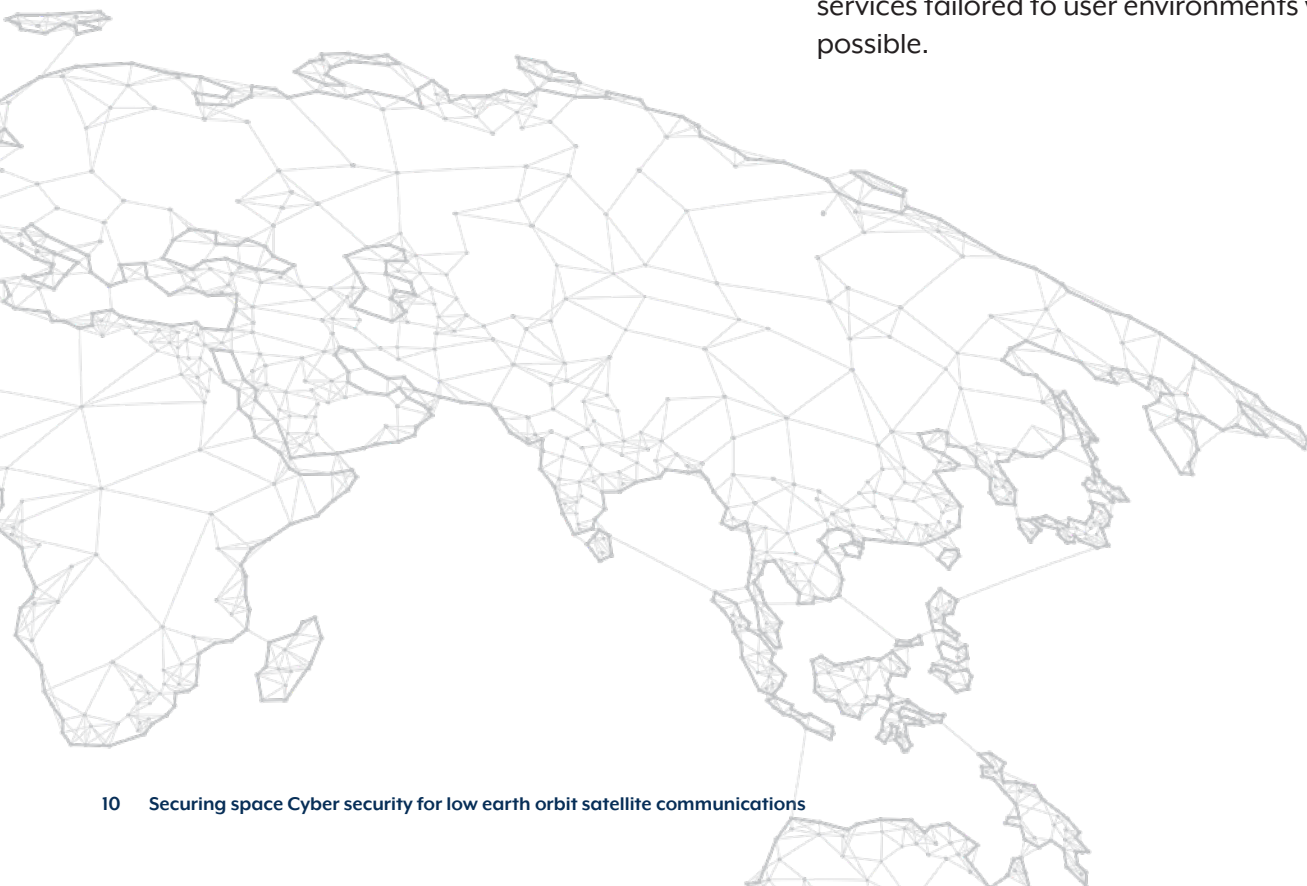 services tailored to user environments
possible.
10 Securing space Cyber security for low earth orbit satellite communications